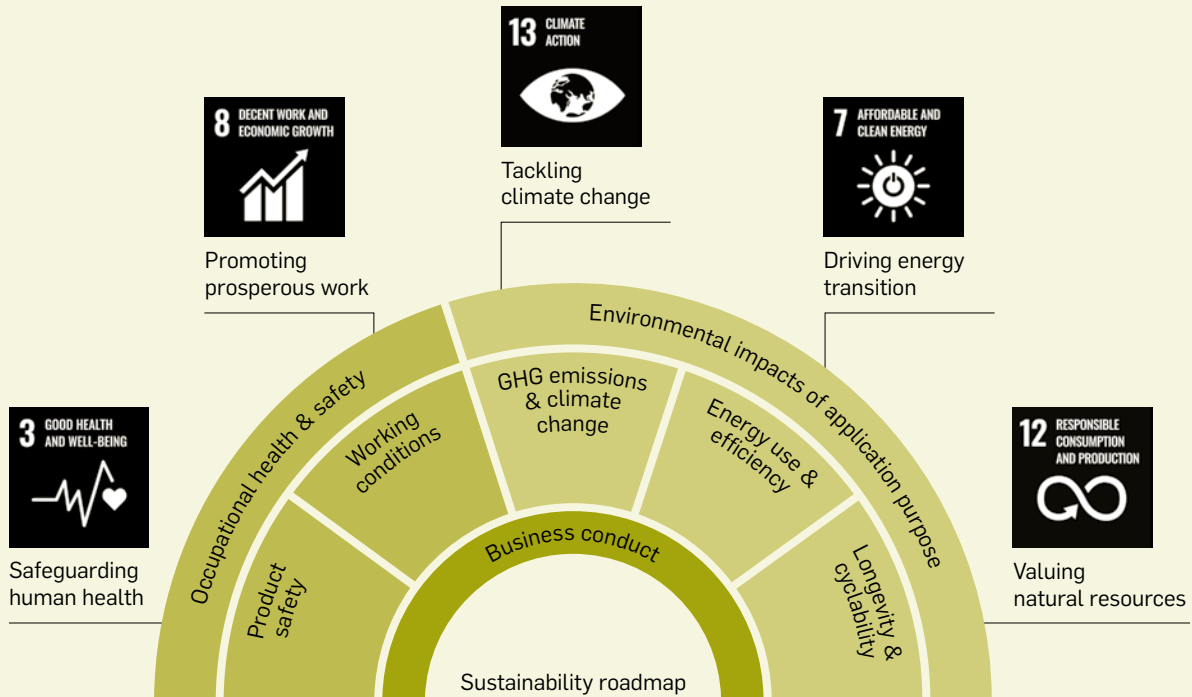 13 CLIMATE
ACTION
Tackling
climate change
8 DECENT WORK AND
ECONOMIC GROWTH
Promoting
prosperous work
7 AFFORDABLE AND
CLEAN ENERGY
Driving energy
transition
3 GOOD HEALTH
AND WELL-BEING
Safeguarding
human health
12 RESPONSIBLE
CONSUMPTION
AND PRODUCTION
Valuing
natural resources
Occupational health & safety
Environmental impacts of application purpose
Product
safety
Working
conditions
GHG emissions
& climate
change
Energy use &
efficiency
Longevity &
cyclability
Business conduct
Sustainability roadmap